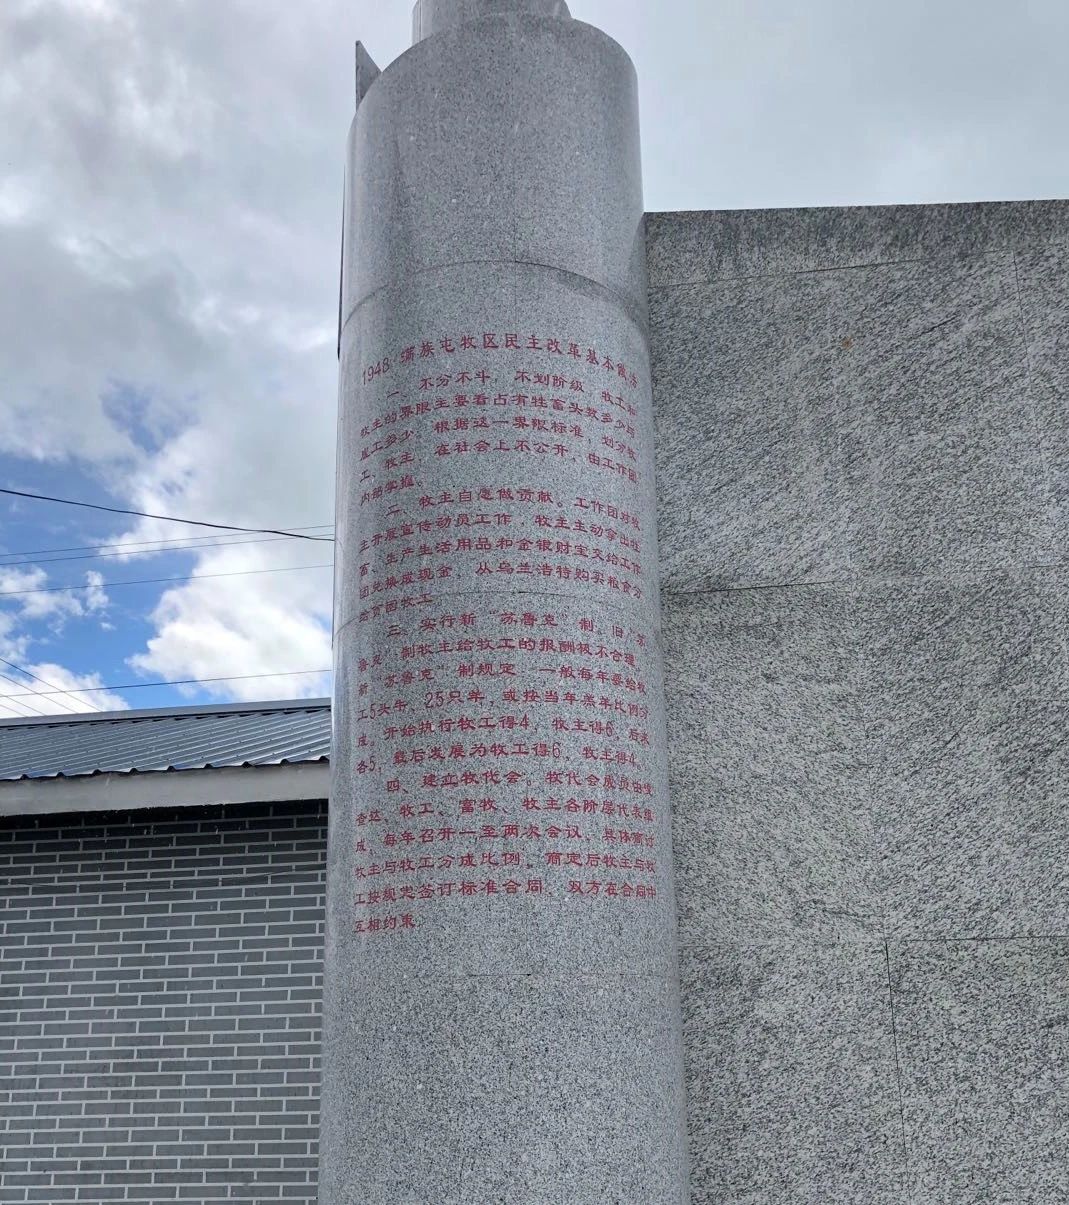 1948 满族屯牧区民主改革基本做法
一、不分不斗，不划阶级，牧工和
牧主的界限主要看占有牲畜头数多少与
雇工多少，根据这一界限标准，划分牧
工、牧主，在社会上不公开，由工作团
内部掌握。
二、牧主自愿做贡献。工作团对牧
主开展宣传动员工作，牧主主动拿出牲
畜、生产生活用品和金银财宝交给工作
团兑换成现金，从乌兰浩特购买粮食分
给贫困牧工
三、实行新“苏鲁克”制。旧“苏
鲁克”制牧主给牧工的报酬极不合理，
新“苏鲁克”制规定，一般每年要给牧
工5头牛、25只羊，或按当年羔羊比例分
成。开始执行牧工得4，牧主得6，后来
各5，最后发展为牧工得6，牧主得4。
四、建立牧代会。牧代会成员由
查达、牧工、富牧、牧主各阶层代表组
成，每年召开一至两次会议，具体商订
牧主与牧工分成比例。商定后牧主与牧
工按规定签订标准合同，双方在合同中
互相约束。